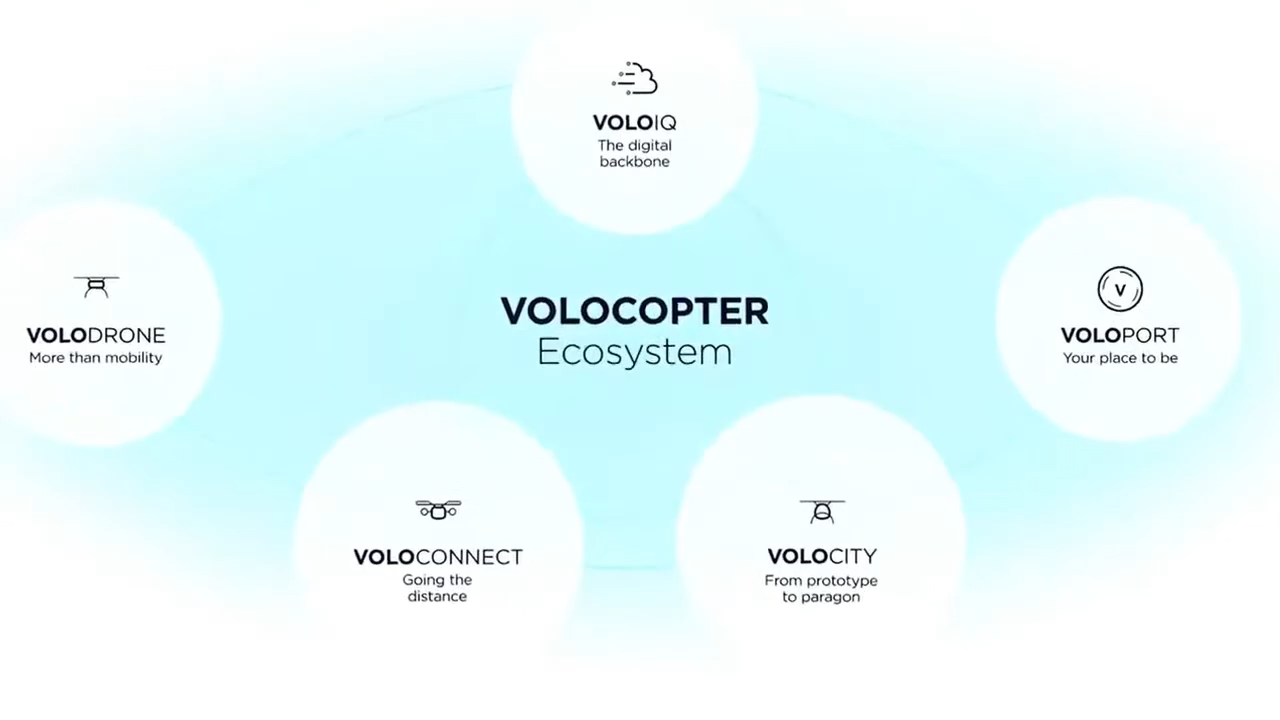 VOLOIQ
The digital
backbone
VOLODRONE
More than mobility
VOLOCOPTER
Ecosystem
V
VOLOPORT
Your place to be
VOLOCONNECT
Going the
distance
VOLOCITY
From prototype
to paragon